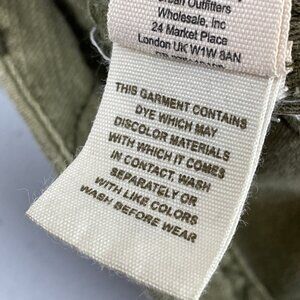 Urban Outfitters
Wholesale, Inc
24 Market Place
London UK W1W 8AN
THIS GARMENT CONTAINS
DYE WHICH MAY
DISCOLOR MATERIALS
WITH WHICH IT COMES
IN CONTACT. WASH
SEPARATELY OR
WITH LIKE COLORS
WASH BEFORE WEAR